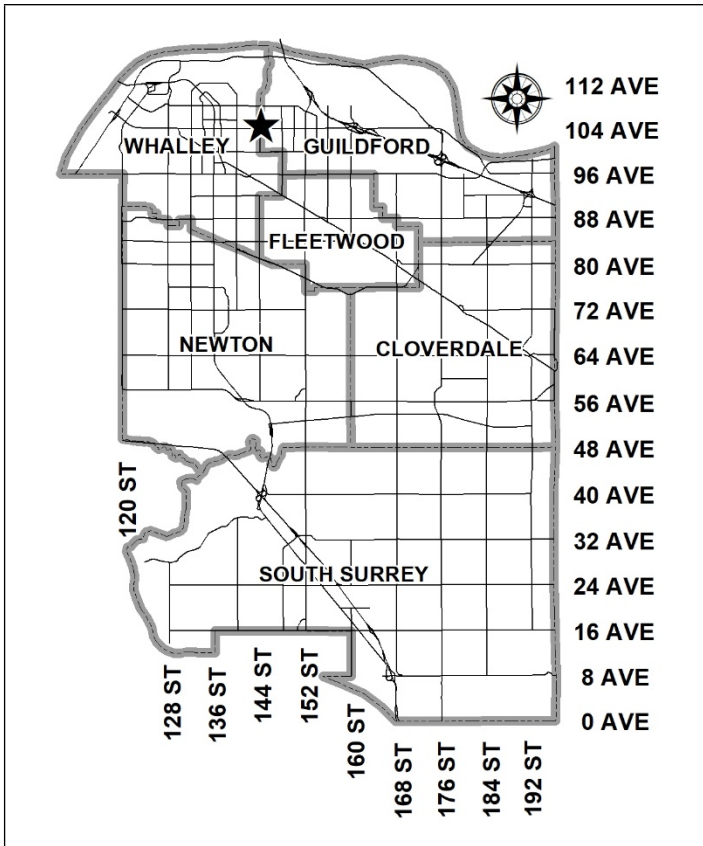 112 AVE
104 AVE
WHALLEY
GUILDFORD
96 AVE
88 AVE
FLEETWOOD
80 AVE
72 AVE
NEWTON
CLOVERDALE
64 AVE
56 AVE
48 AVE
120 ST
40 AVE
32 AVE
SOUTH SURREY
24 AVE
16 AVE
8 AVE
0 AVE
128 ST
136 ST
144 ST
152 ST
160 ST
168 ST
176 ST
184 ST
192 ST